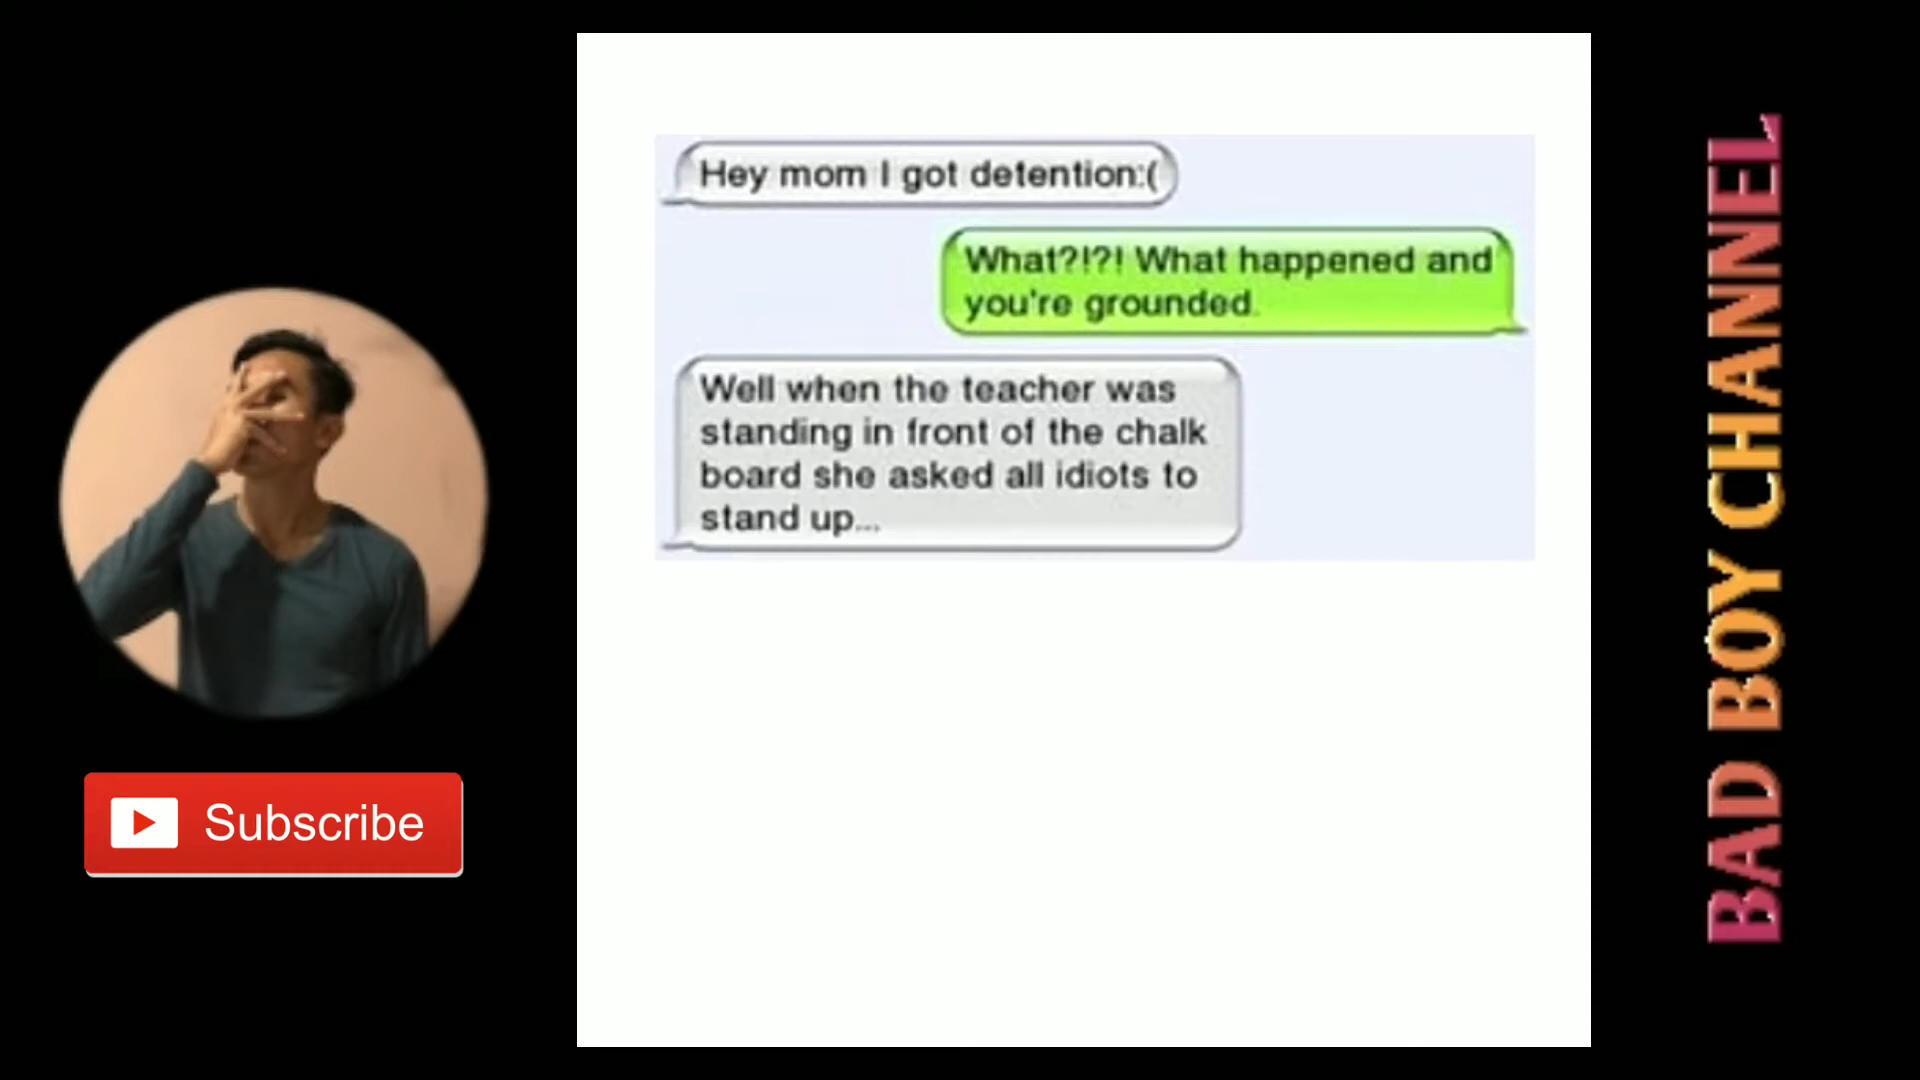 Hey mom I got detention:(
What?!?! What happened and
you're grounded.
Well when the teacher was
standing in front of the chalk
board she asked all idiots to
stand up...
Subscribe
BAD BOY CHANNEL